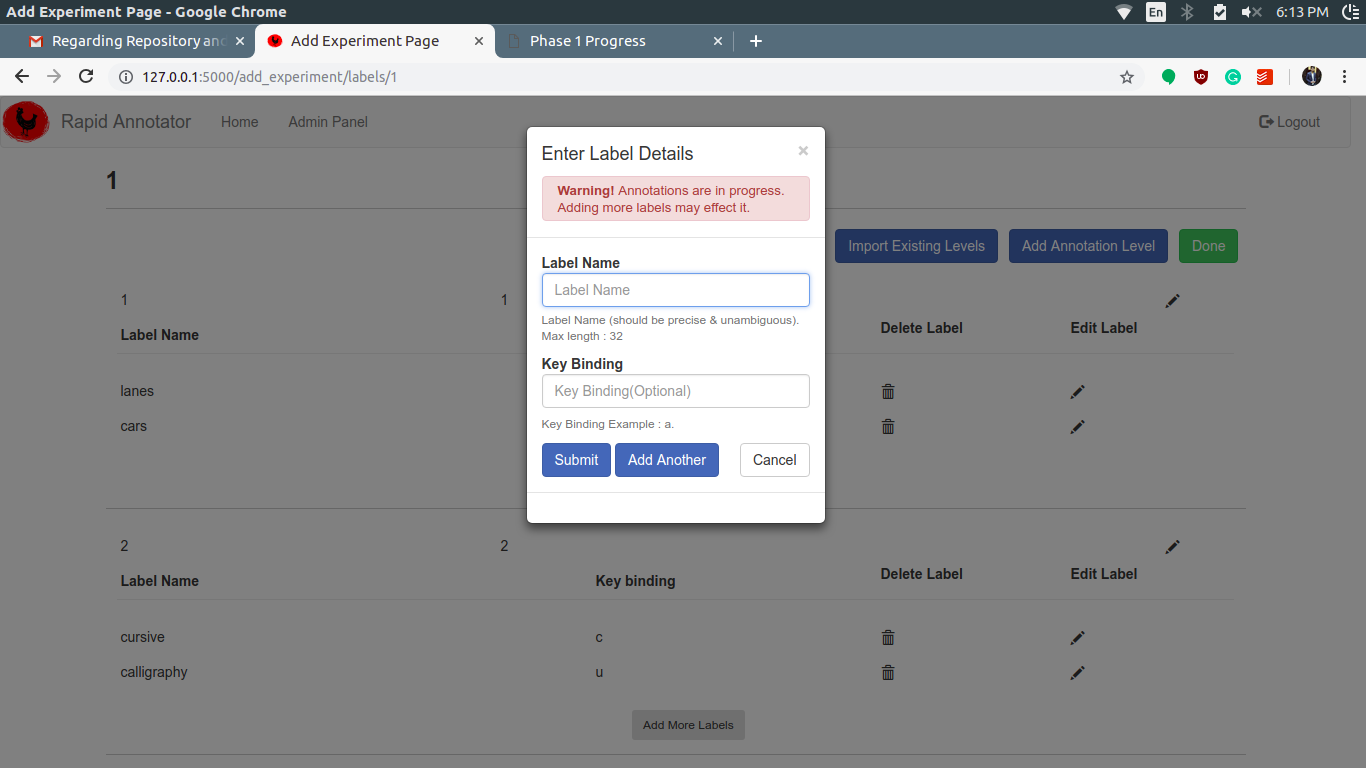 Add Experiment Page - Google Chrome
En
6:13 PM
Regarding Repository an
Add Experiment Page
Phase 1 Progress
127.0.0.1:5000/add_experiment/labels/1
Rapid Annotator
Home
Admin Panel
Logout
1
Enter Label Details
Warning! Annotations are in progress.
Adding more labels may effect it.
Import Existing Levels
Add Annotation Level
Done
1
1
Label Name
Delete Label
Edit Label
lanes
cars
Label Name
Label Name
Label Name (should be precise & unambiguous).
Max length : 32
Key Binding
Key Binding(Optional)
Key Binding Example : a.
Submit
Add Another
Cancel
2
2
Label Name
Key binding
Delete Label
Edit Label
cursive
c
calligraphy
u
Add More Labels